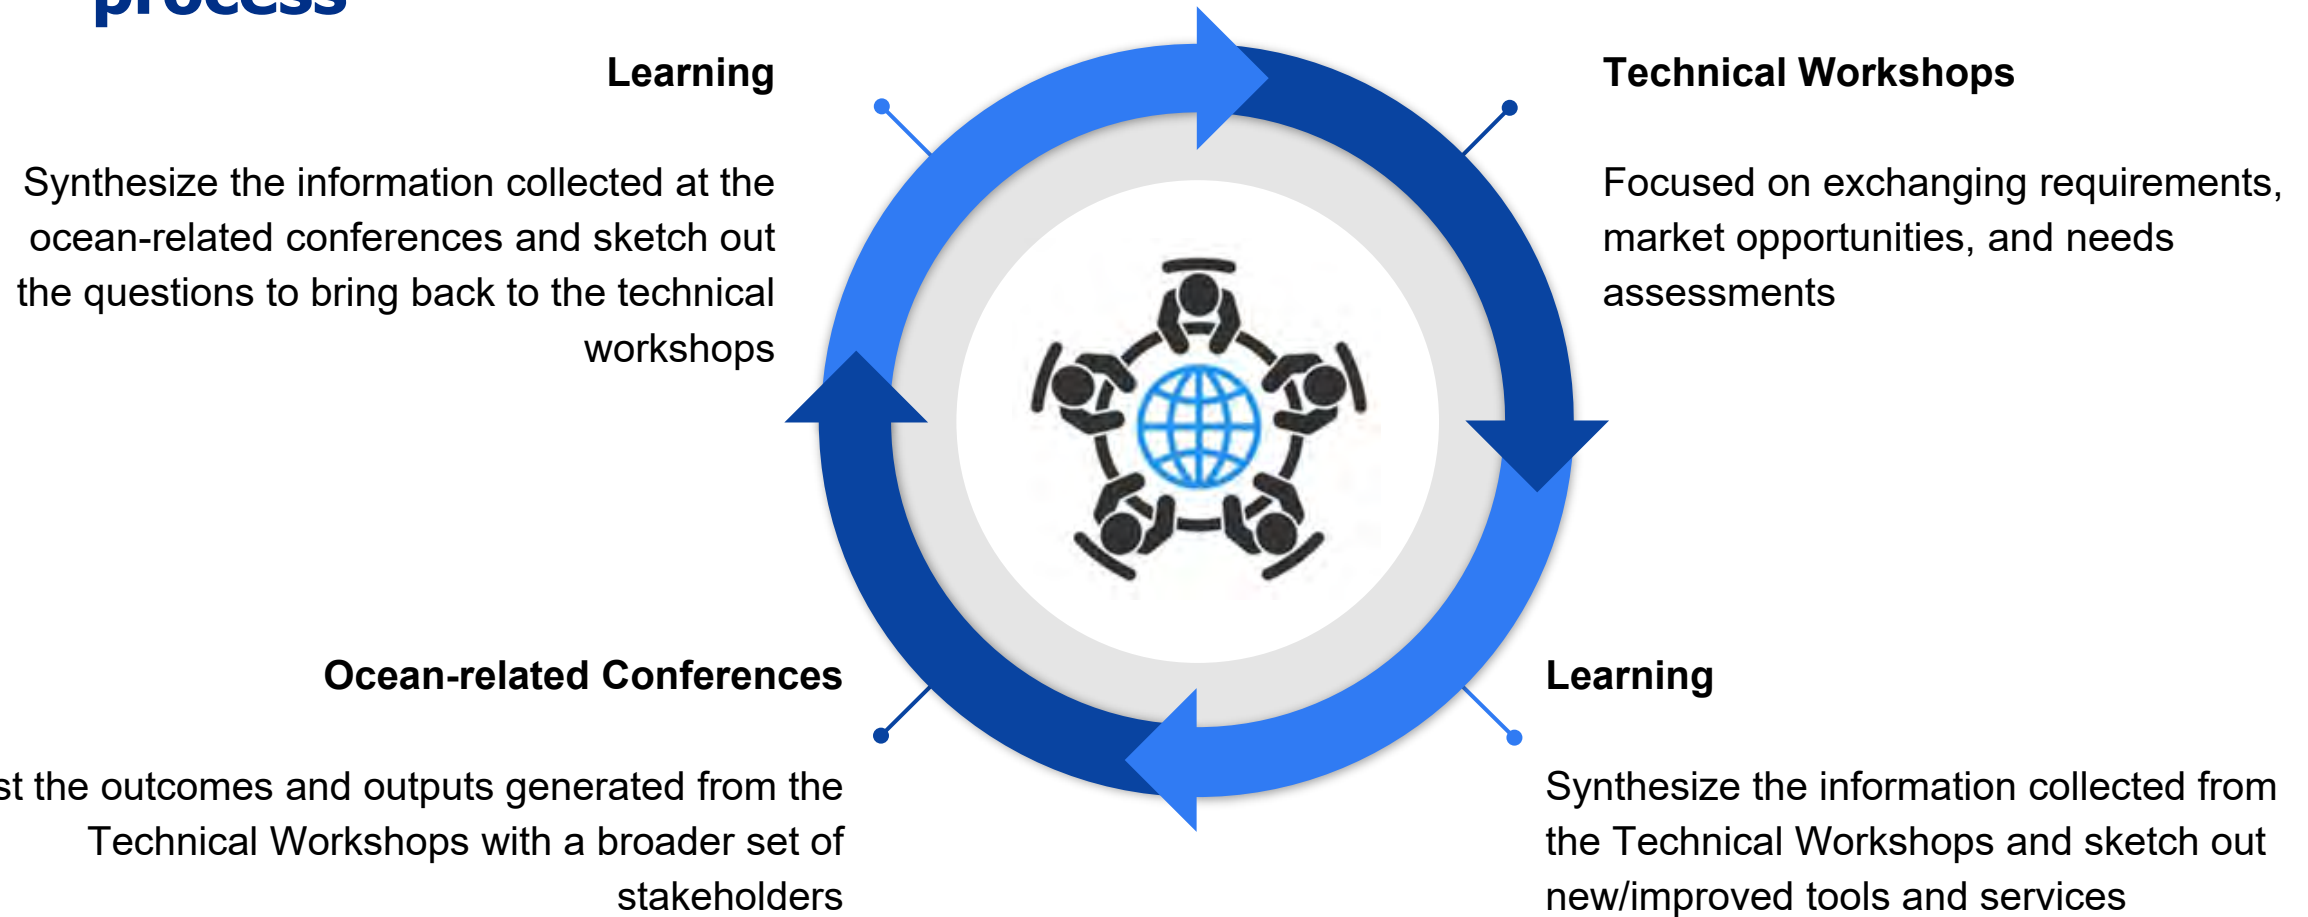 process
Learning
Synthesize the information collected at the
ocean-related conferences and sketch out
the questions to bring back to the technical
workshops
Technical Workshops
Focused on exchanging requirements,
market opportunities, and needs
assessments
Ocean-related Conferences
the outcomes and outputs generated from the
Technical Workshops with a broader set of
stakeholders
Learning
Synthesize the information collected from
the Technical Workshops and sketch out
new/improved tools and services